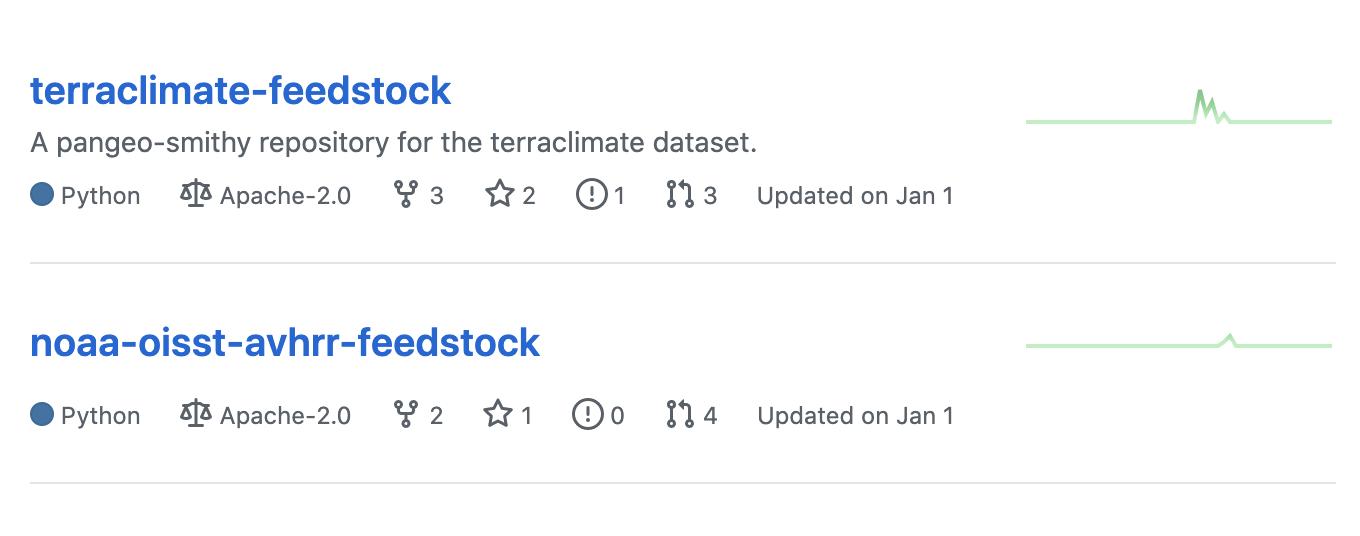 terraclimate-feedstock
A pangeo-smithy repository for the terraclimate dataset.
Python Apache-2.0 3 2 1 3 Updated on Jan 1
noaa-oisst-avhrr-feedstock
Python Apache-2.0 2 1 0 4 Updated on Jan 1